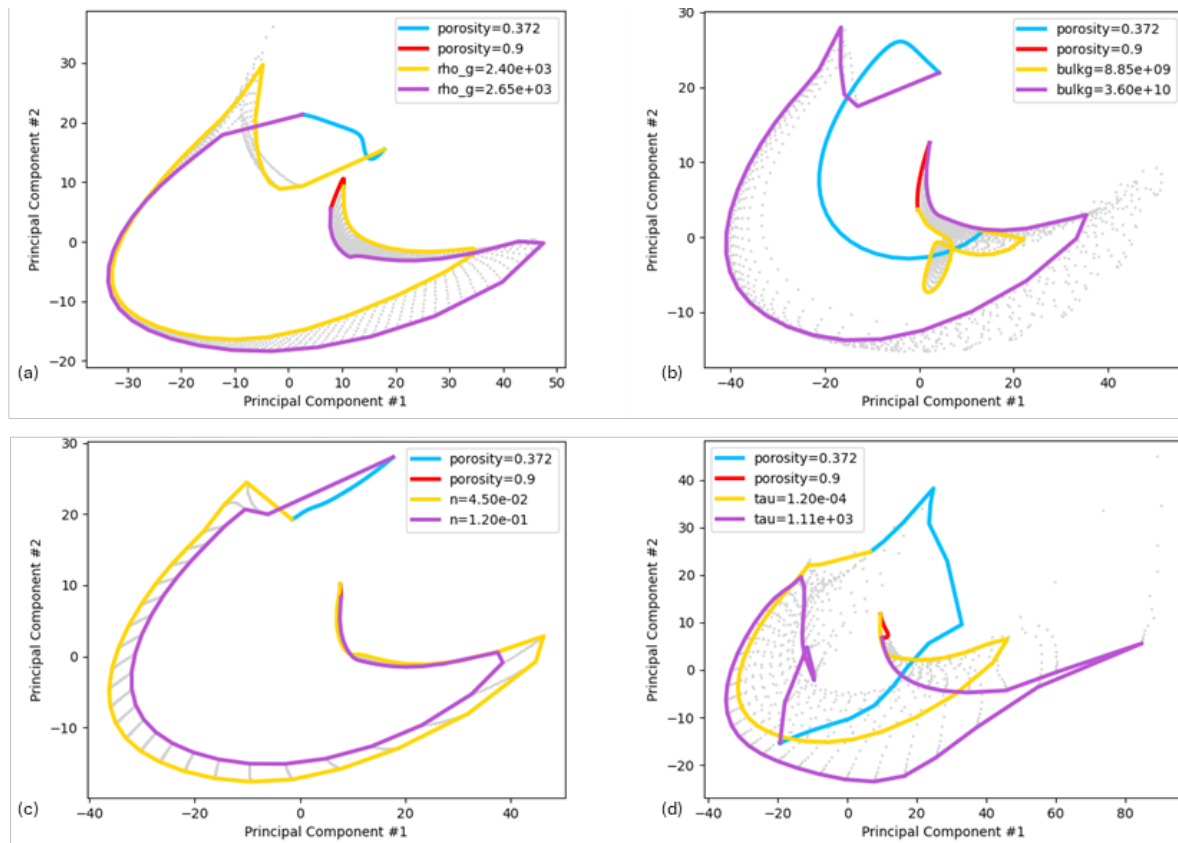 30
20
10
0
−10
−20
Principal Component #2
−30
−20
−10
0
10
20
30
40
50
Principal Component #1
porosity=0.372
porosity=0.9
rho_g=2.40e+03
rho_g=2.65e+03
(a)
30
20
10
0
−10
Principal Component #2
−40
−20
0
20
40
Principal Component #1
porosity=0.372
porosity=0.9
bulkg=8.85e+09
bulkg=3.60e+10
(b)
30
20
10
0
−10
Principal Component #2
−40
−20
0
20
40
Principal Component #1
porosity=0.372
porosity=0.9
n=4.50e-02
n=1.20e-01
(c)
40
30
20
10
0
−10
−20
Principal Component #2
−40
−20
0
20
40
60
80
Principal Component #1
porosity=0.372
porosity=0.9
tau=1.20e-04
tau=1.11e+03
(d)